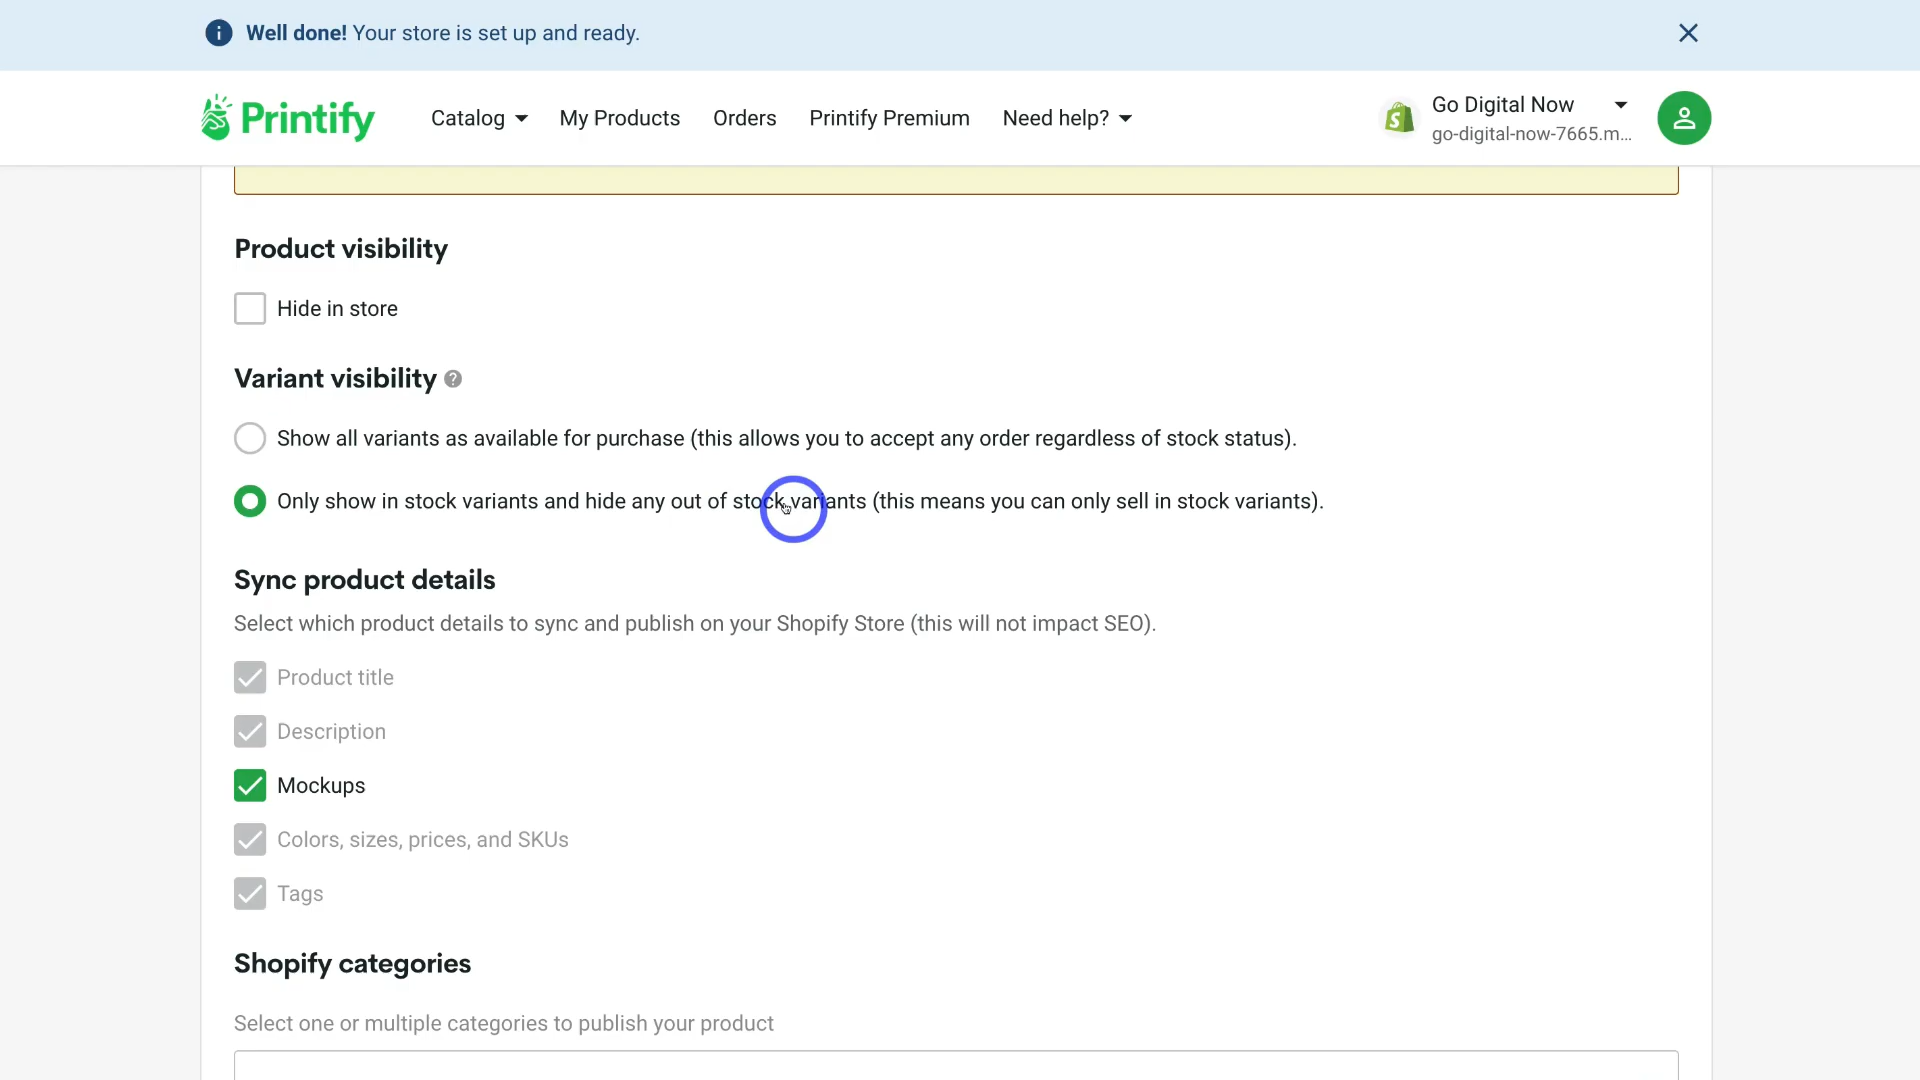 Well done! Your store is set up and ready.
Printify
Catalog
My Products
Orders
Printify Premium
Need help?
Go Digital Now
go-digital-now-7665.m...
Product visibility
Hide in store
Variant visibility
Show all variants as available for purchase (this allows you to accept any order regardless of stock status).
Only show in stock variants and hide any out of stock variants (this means you can only sell in stock variants).
Sync product details
Select which product details to sync and publish on your Shopify Store (this will not impact SEO).
Product title
Description
Mockups
Colors, sizes, prices, and SKUs
Tags
Shopify categories
Select one or multiple categories to publish your product